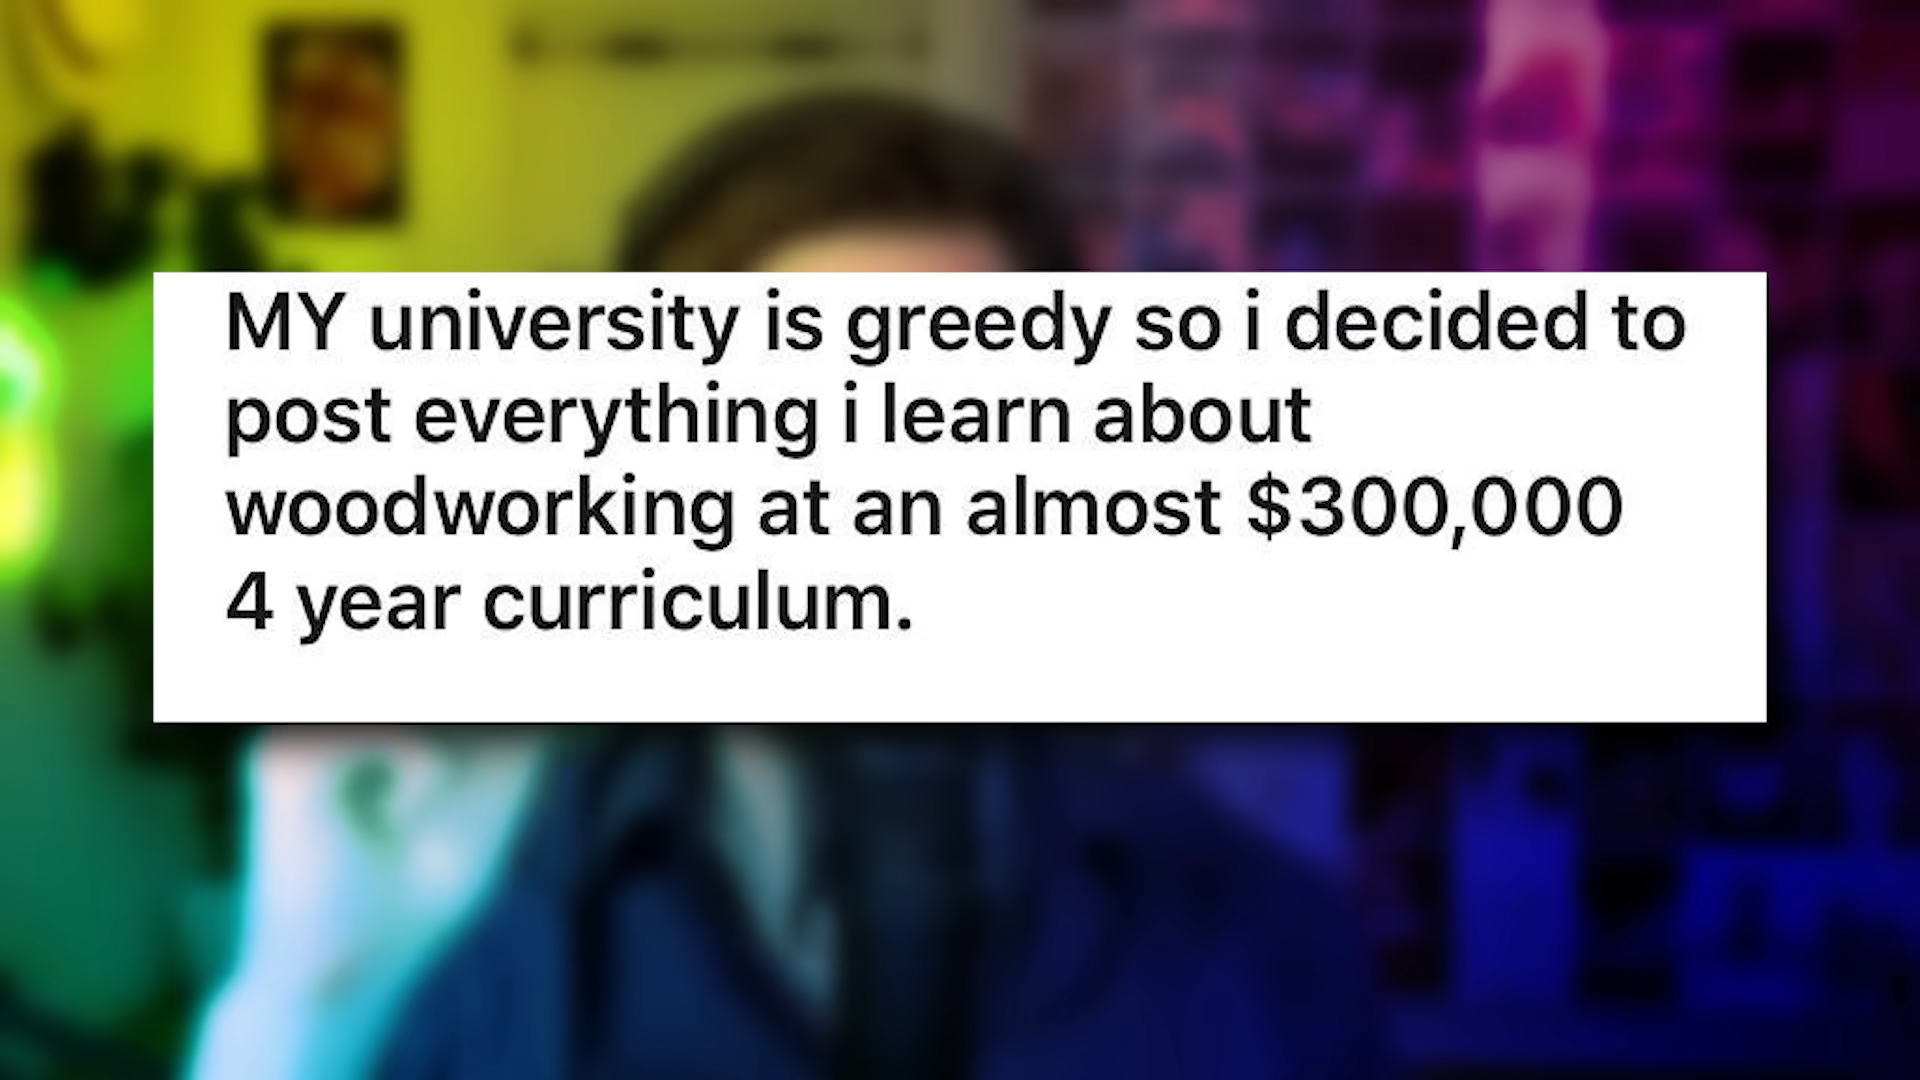 MY university is greedy so i decided to
post everything i learn about
woodworking at an almost $300,000
4 year curriculum.